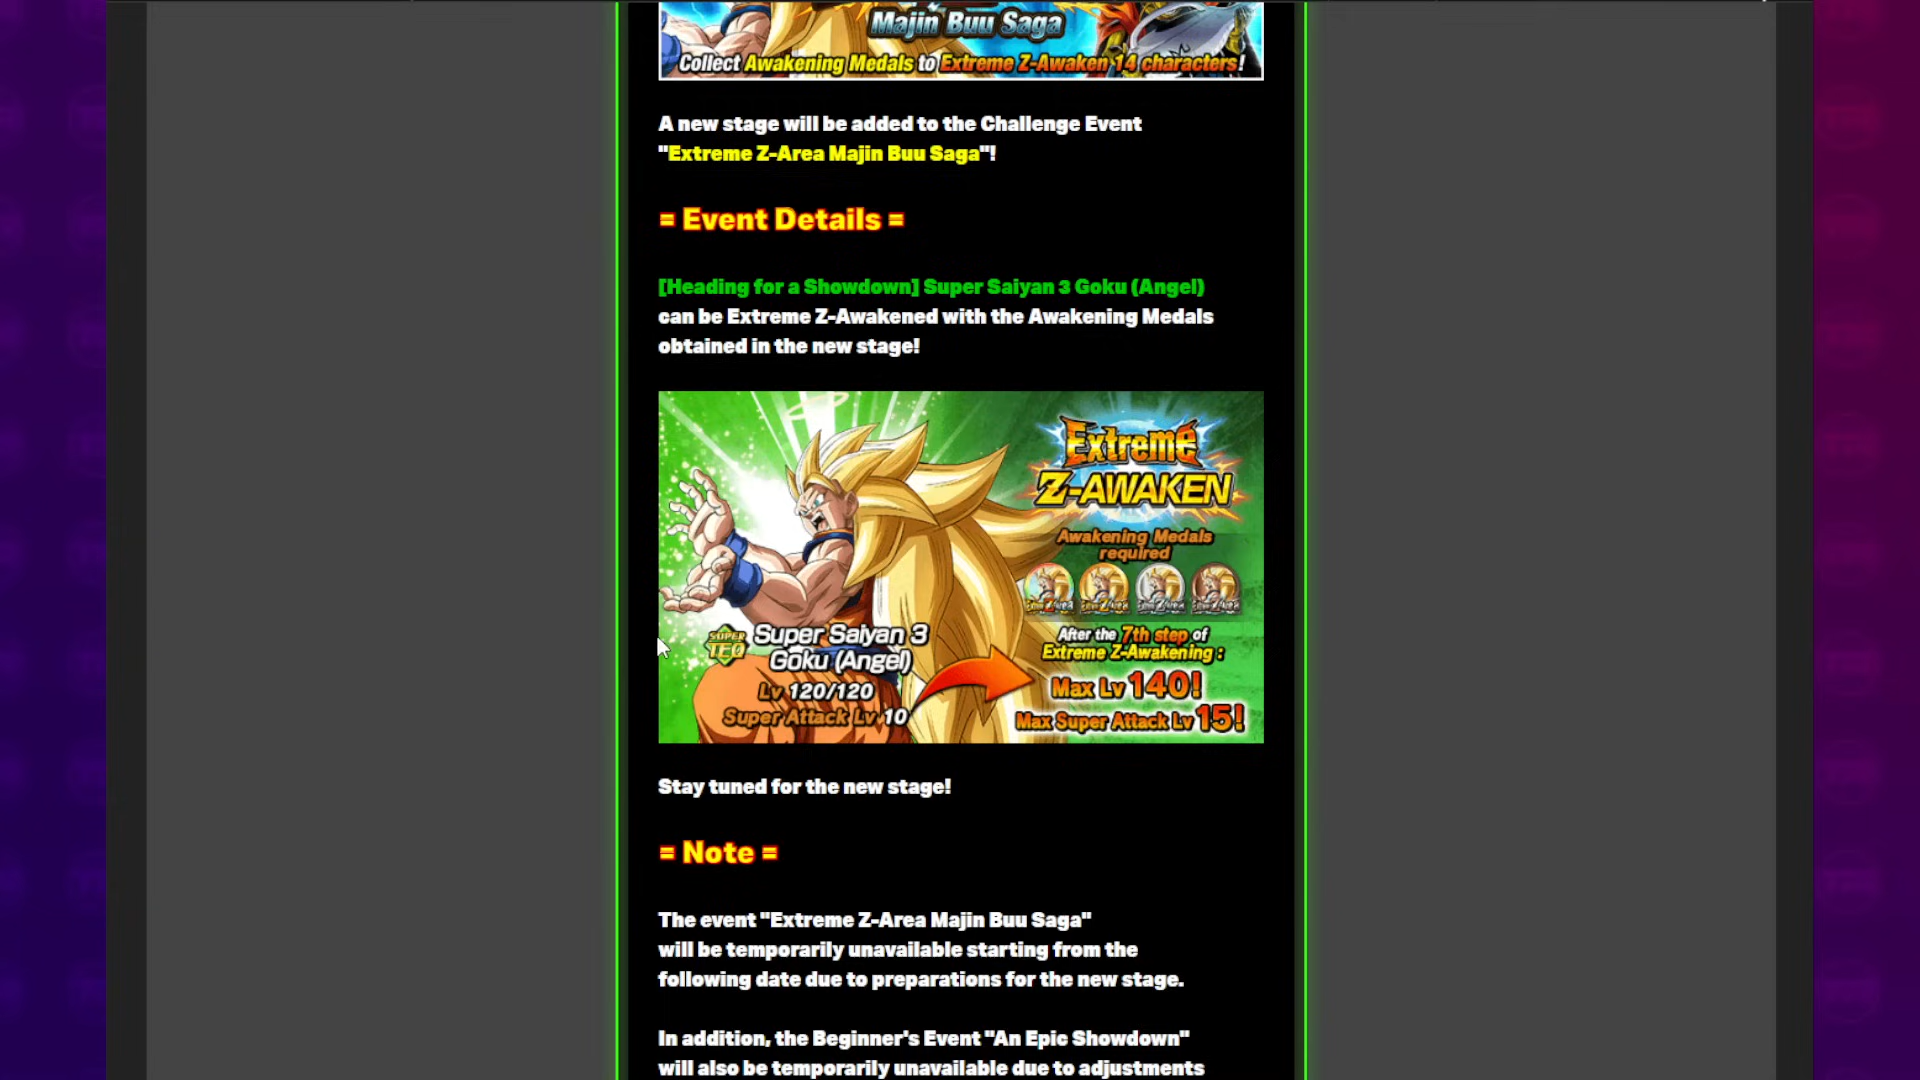 Majin Buu Saga
Collect Awakening Medals to Extreme Z-Awaken 14 characters!
A new stage will be added to the Challenge Event
"Extreme Z-Area Majin Buu Saga"!
= Event Details =
[Heading for a Showdown] Super Saiyan 3 Goku (Angel)
can be Extreme Z-Awakened with the Awakening Medals
obtained in the new stage!
Extreme
Z-AWAKEN
Awakening Medals
required
SUPER
TEQ
Super Saiyan 3
Goku (Angel)
Lv 120/120
Super Attack Lv 10
After the 7th step of
Extreme Z-Awakening :
Max Lv 140!
Max Super Attack Lv 15!
Stay tuned for the new stage!
= Note =
The event "Extreme Z-Area Majin Buu Saga"
will be temporarily unavailable starting from the
following date due to preparations for the new stage.
In addition, the Beginner's Event "An Epic Showdown"
will also be temporarily unavailable due to adjustments